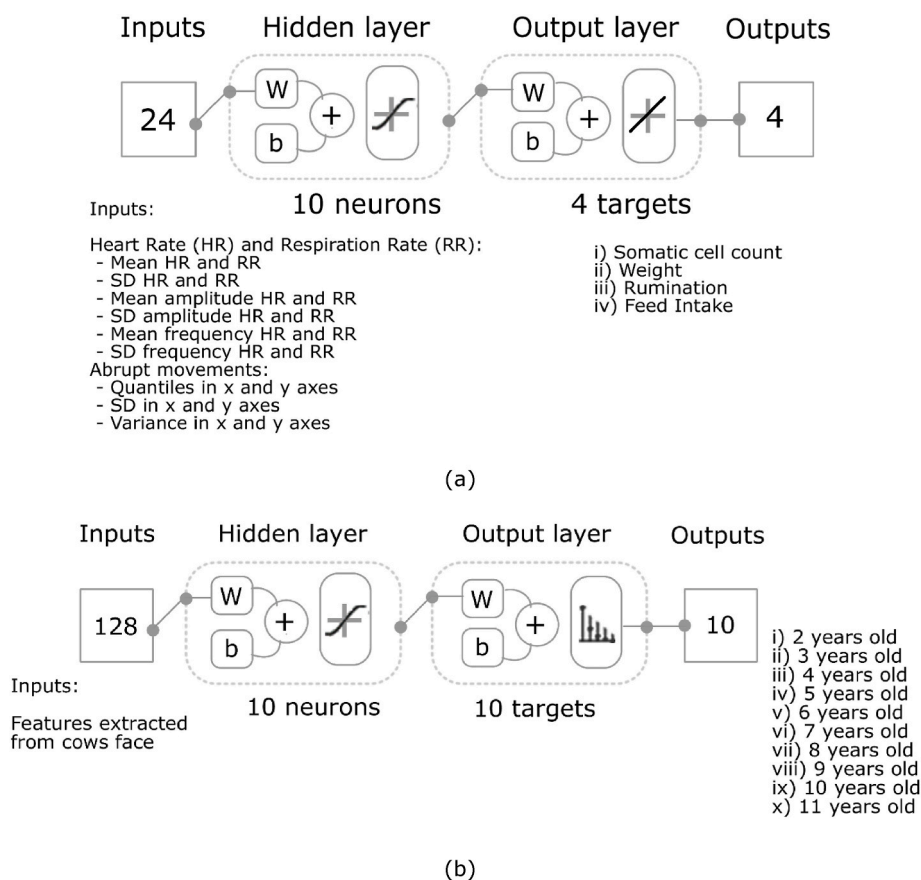 Inputs
Hidden layer
Output layer
Outputs
24
W
b
+
W
b
+
4
10 neurons
4 targets
Inputs:
Heart Rate (HR) and Respiration Rate (RR):
- Mean HR and RR
- SD HR and RR
- Mean amplitude HR and RR
- SD amplitude HR and RR
- Mean frequency HR and RR
- SD frequency HR and RR
Abrupt movements:
- Quantiles in x and y axes
- SD in x and y axes
- Variance in x and y axes
i) Somatic cell count
ii) Weight
iii) Rumination
iv) Feed Intake
(a)
Inputs
Hidden layer
Output layer
Outputs
128
W
b
+
W
b
+
10
10 neurons
10 targets
Inputs:
Features extracted
from cows face
i) 2 years old
ii) 3 years old
iii) 4 years old
iv) 5 years old
v) 6 years old
vi) 7 years old
vii) 8 years old
viii) 9 years old
ix) 10 years old
x) 11 years old
(b)